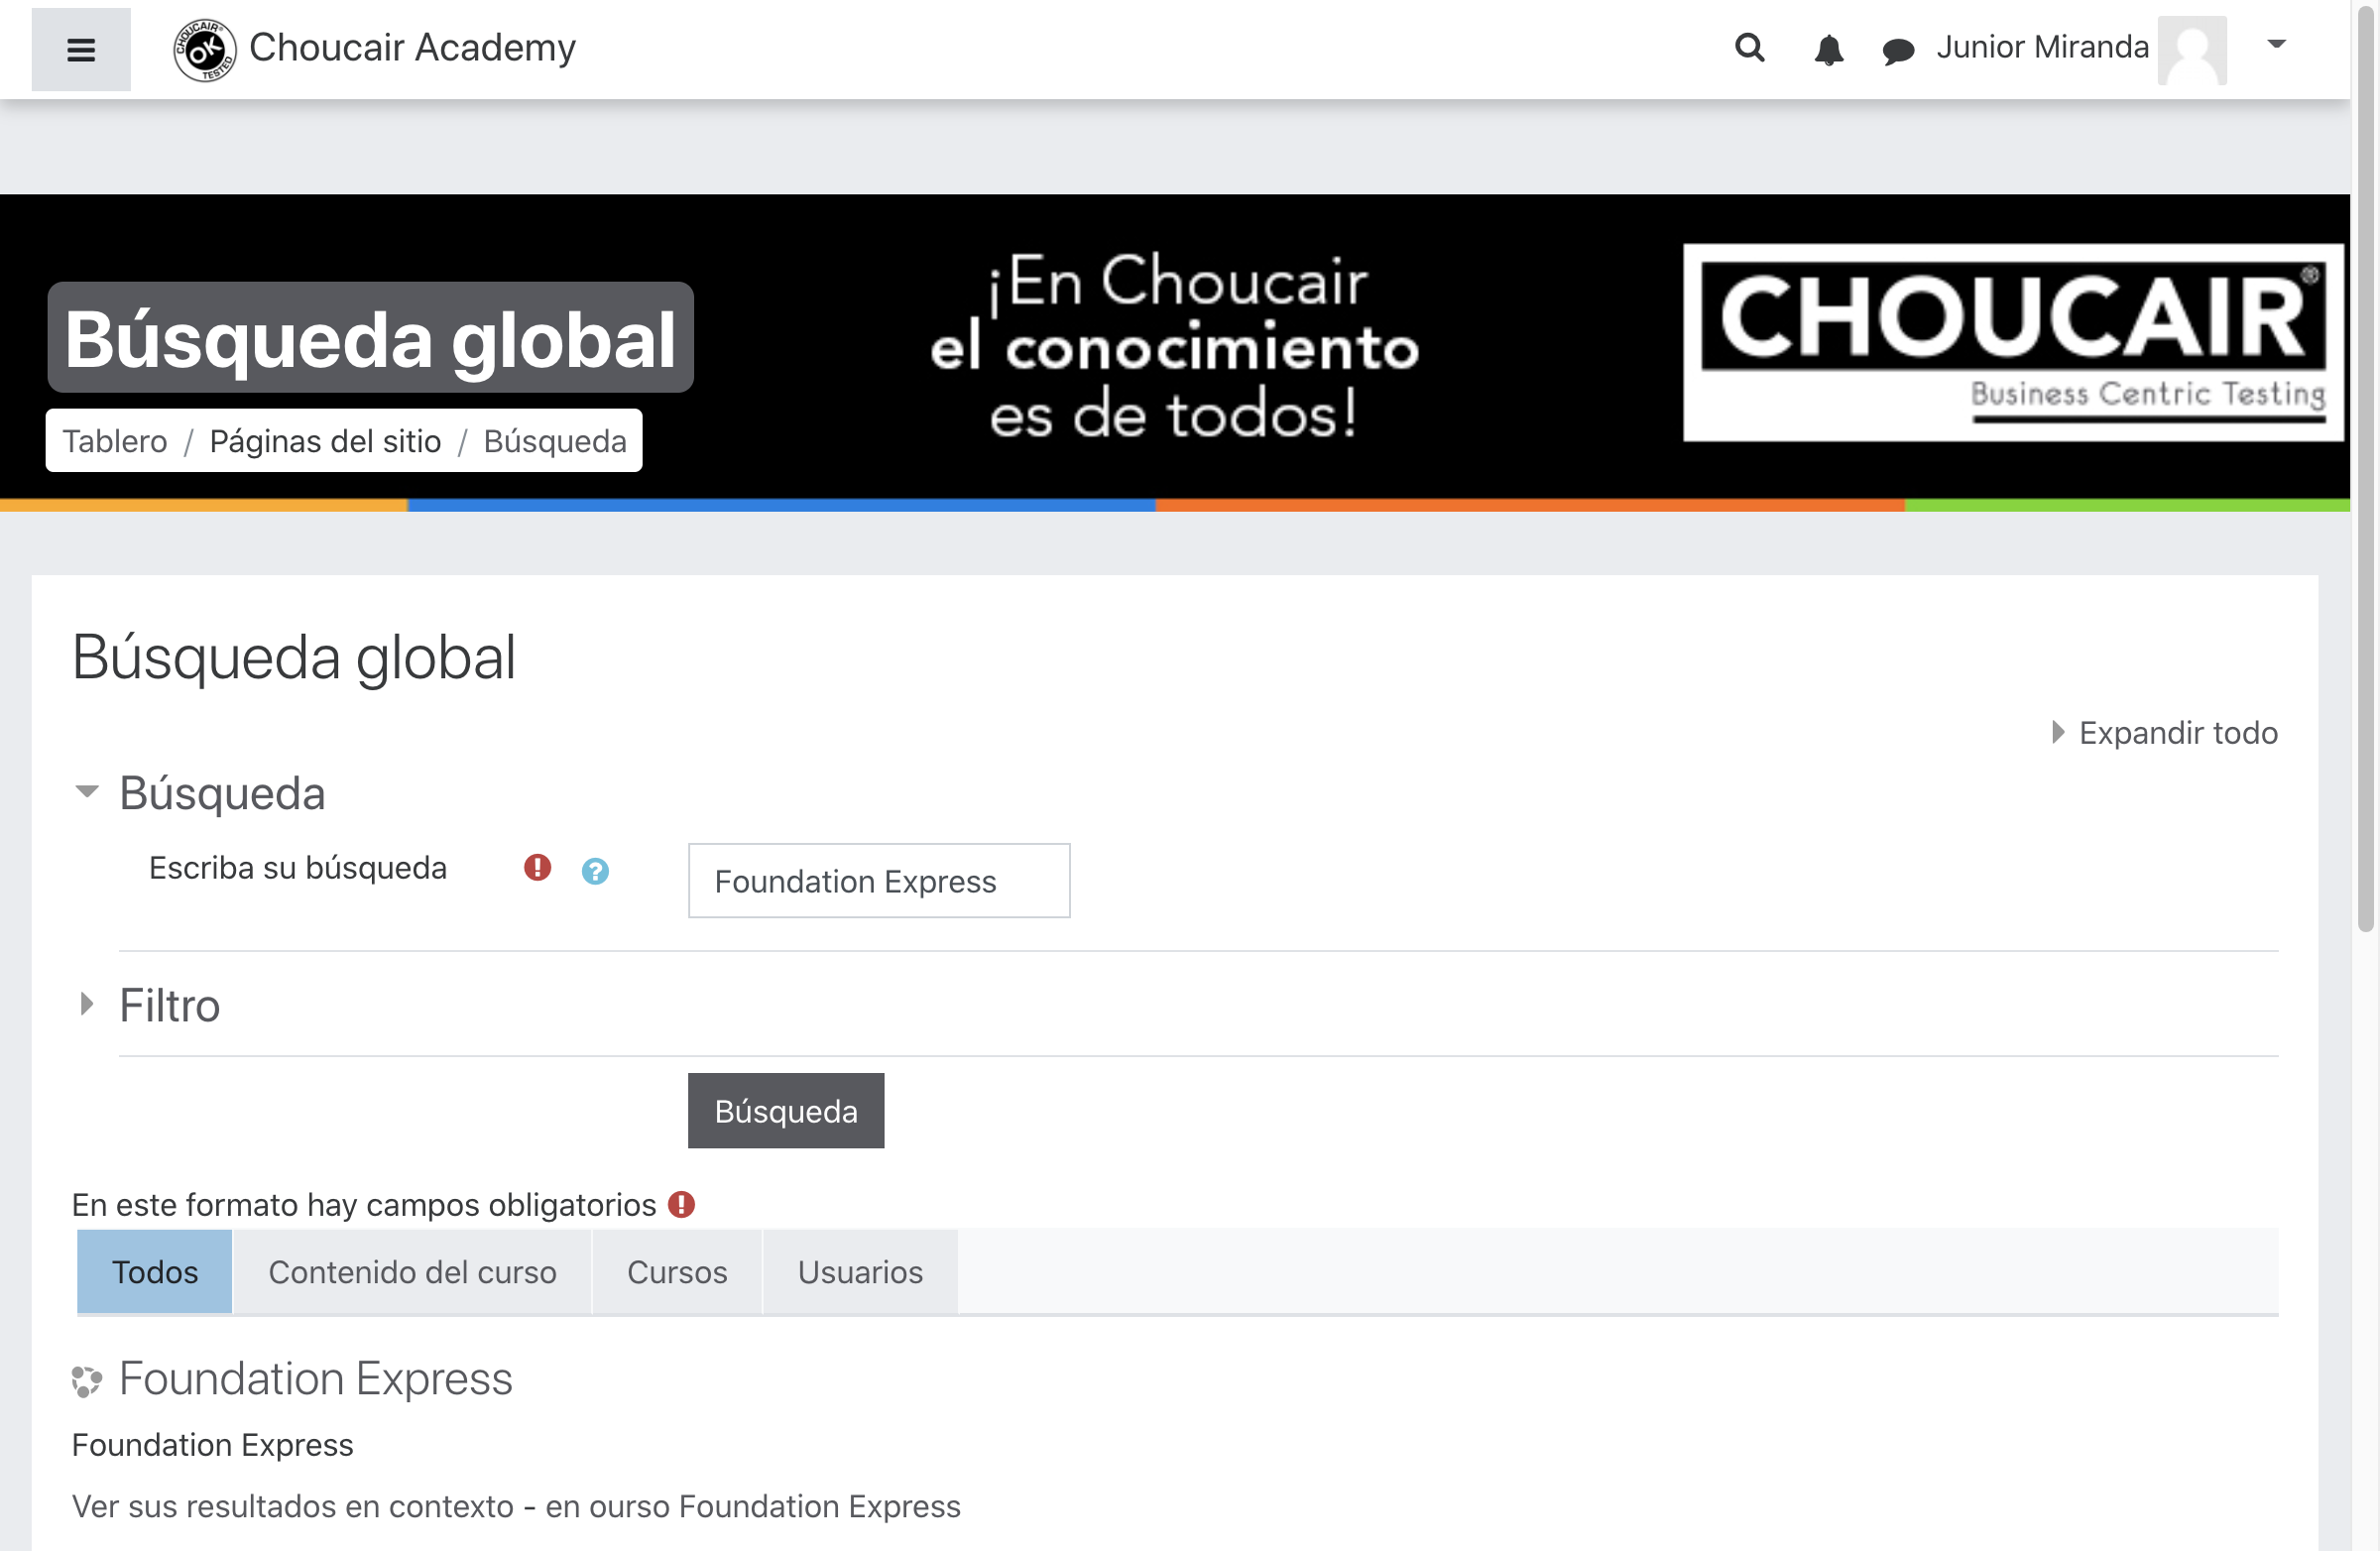 CHOUCAIR OK TESTED
Choucair Academy
Junior Miranda
¡En Choucair
el conocimiento
es de todos!
CHOUCAIR®
Business Centric Testing
Búsqueda global
Tablero / Páginas del sitio / Búsqueda
Búsqueda global
Expandir todo
Búsqueda
Escriba su búsqueda
Foundation Express
Filtro
Búsqueda
En este formato hay campos obligatorios
Todos
Contenido del curso
Cursos
Usuarios
Foundation Express
Foundation Express
Ver sus resultados en contexto - en ourso Foundation Express